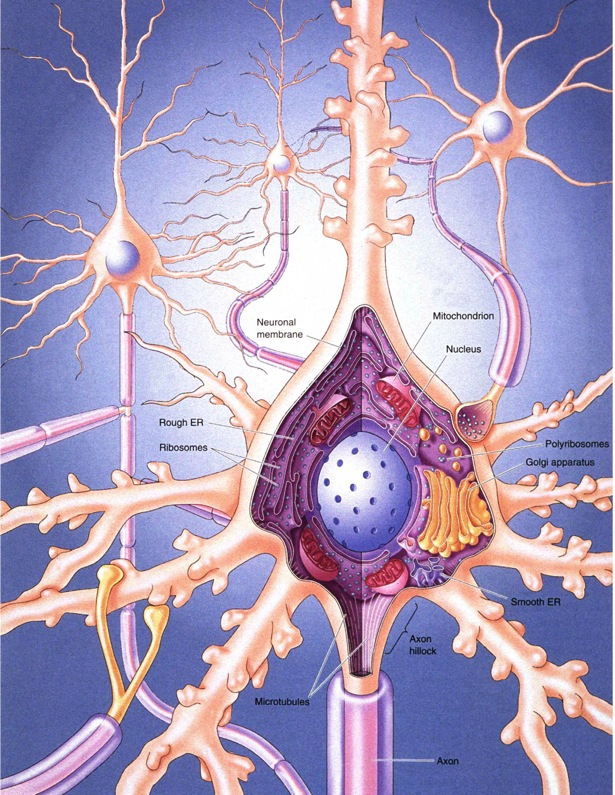 Neuronal
membrane
Mitochondrion
Nucleus
Rough ER
Ribosomes
Polyribosomes
Golgi apparatus
Smooth ER
Axon
hillock
Microtubules
Axon